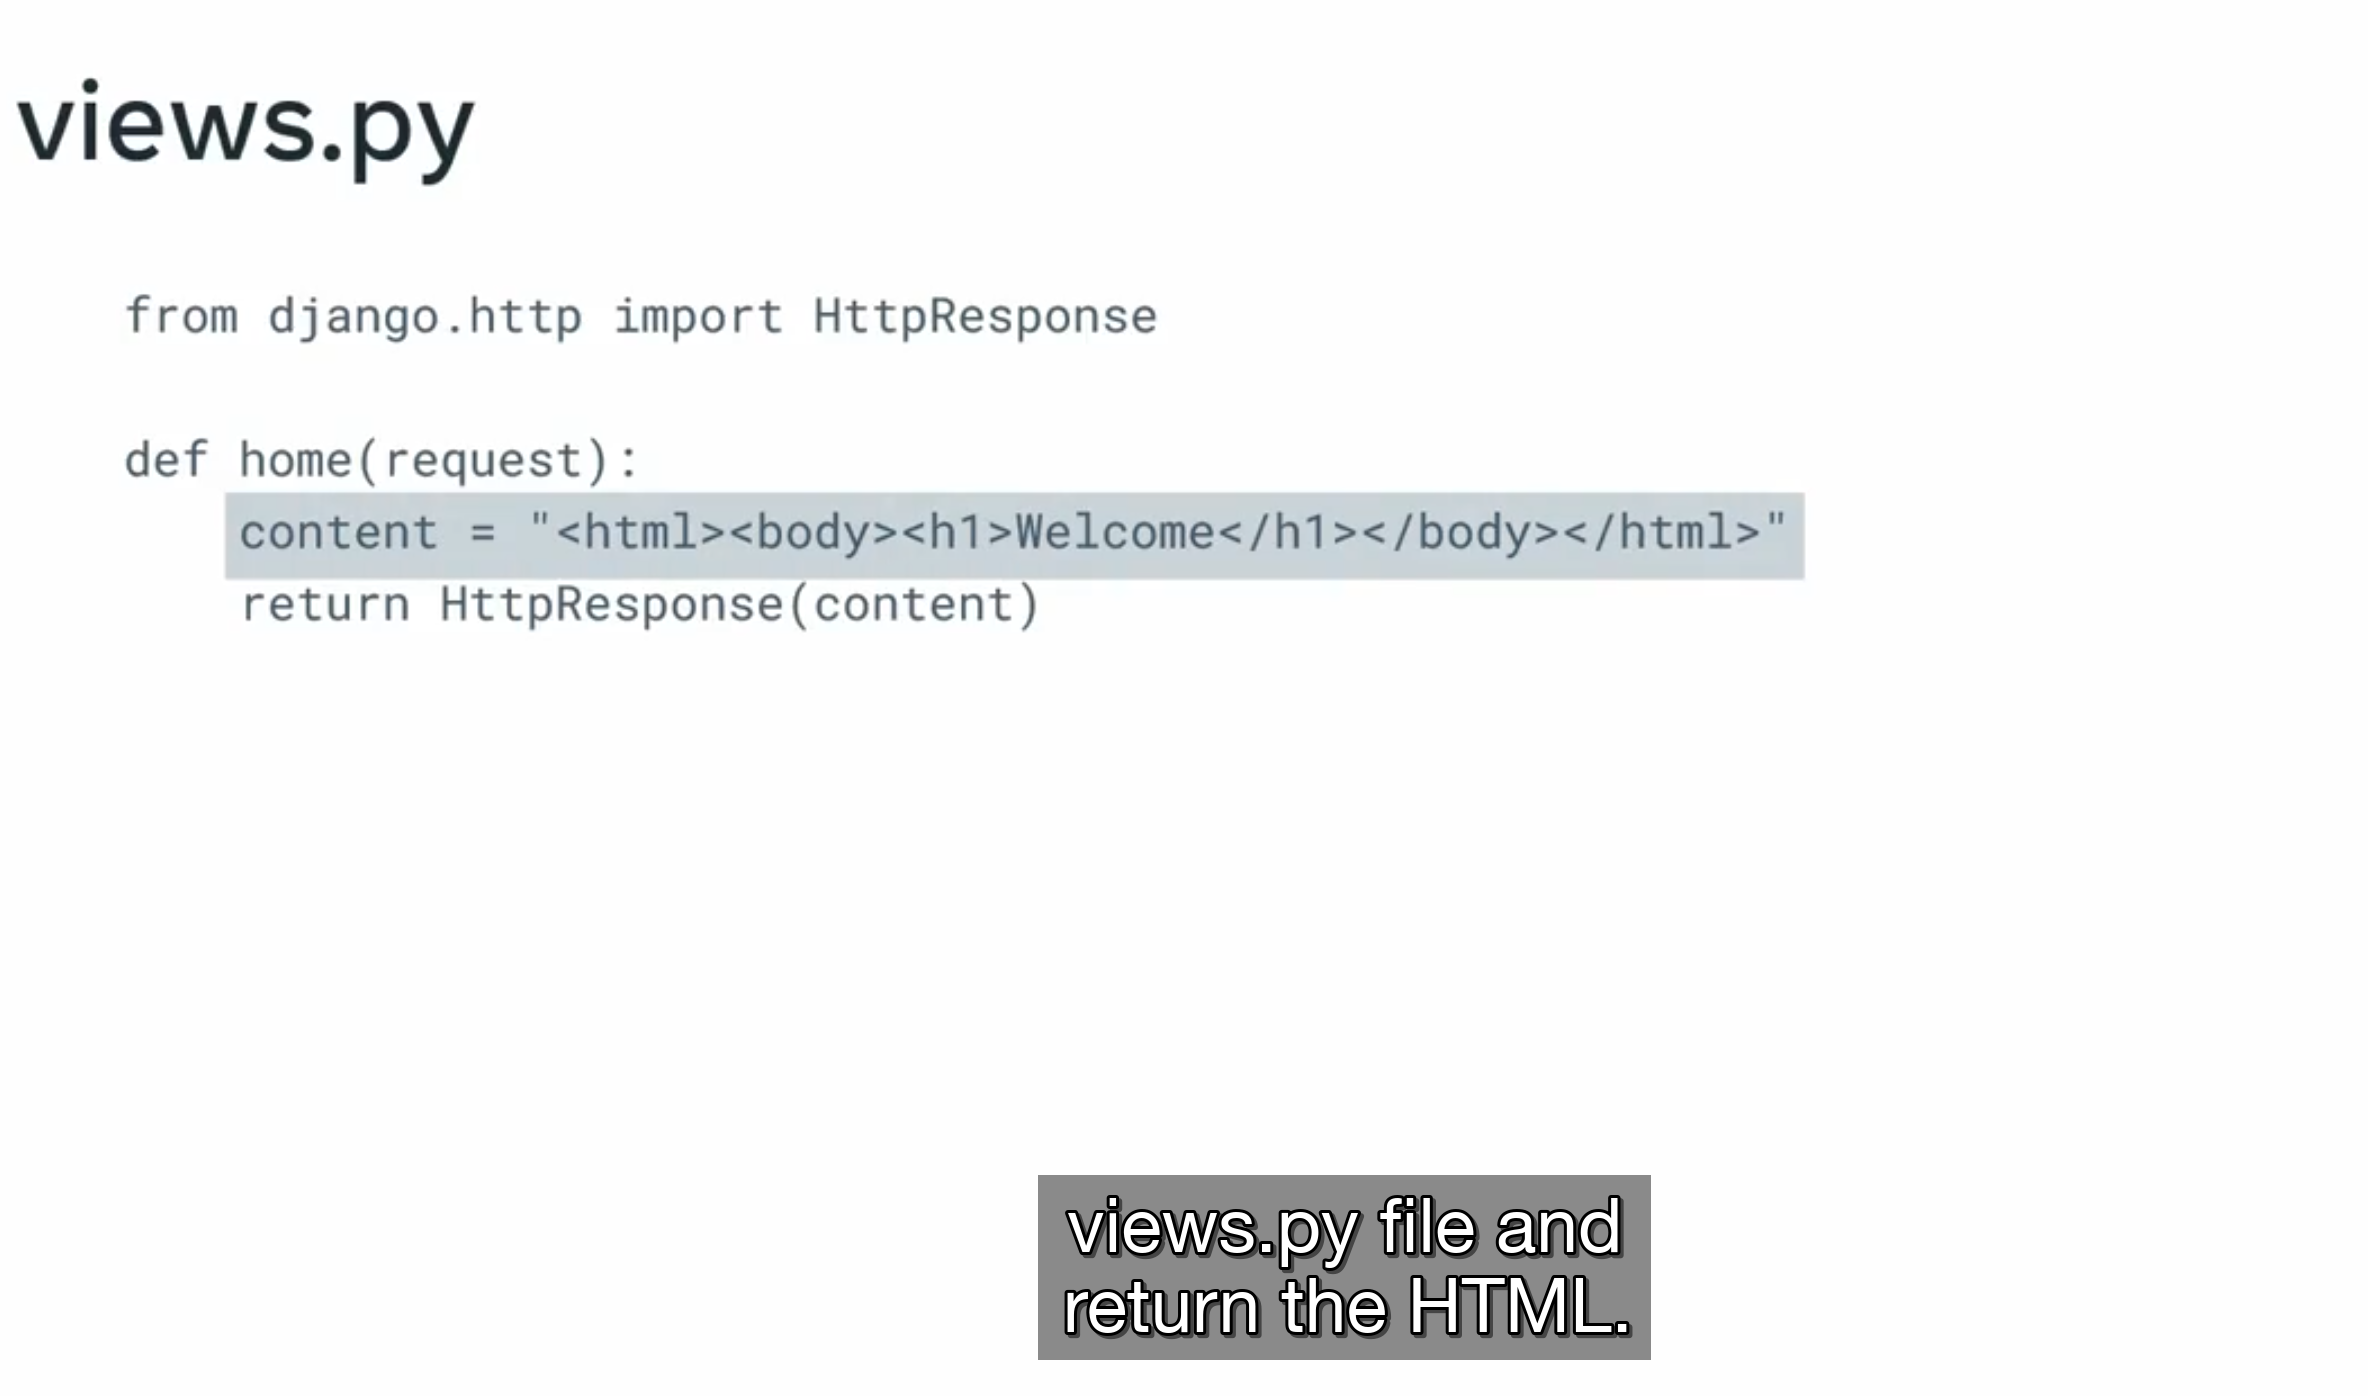 views.py
from django.http import HttpResponse
def home(request):
content = "<html><body><h1>Welcome</h1></body></html>"
return HttpResponse(content)
views.py file and
return the HTML.